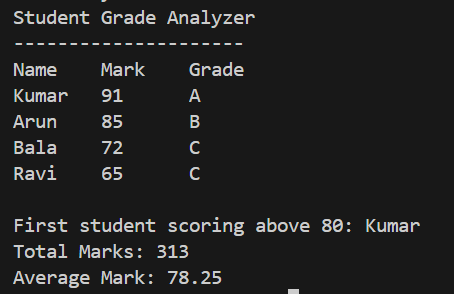 Student Grade Analyzer
---------------------
Name    Mark    Grade
Kumar   91      A
Arun    85      B
Bala    72      C
Ravi    65      C
First student scoring above 80: Kumar
Total Marks: 313
Average Mark: 78.25